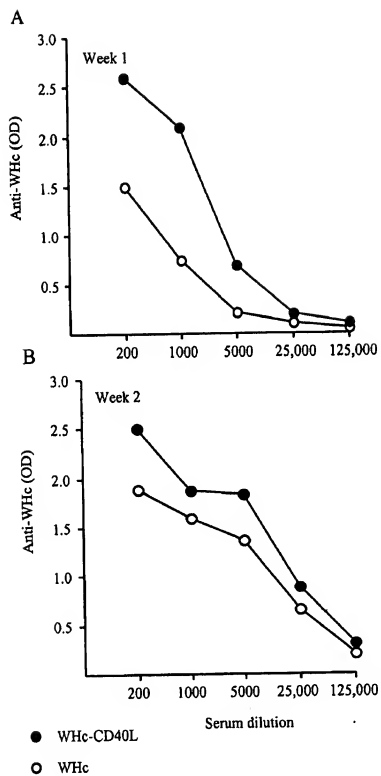 A
3.0
Week 1
2.5
2.0
Anti-WHc (OD)
1.5
1.0
0.5
200 1000 5000 25,000 125,000
B
3.0
Week 2
2.5
2.0
Anti-WHc (OD)
1.5
1.0
0.5
200 1000 5000 25,000 125,000
Serum dilution
WHc-CD40L
WHc